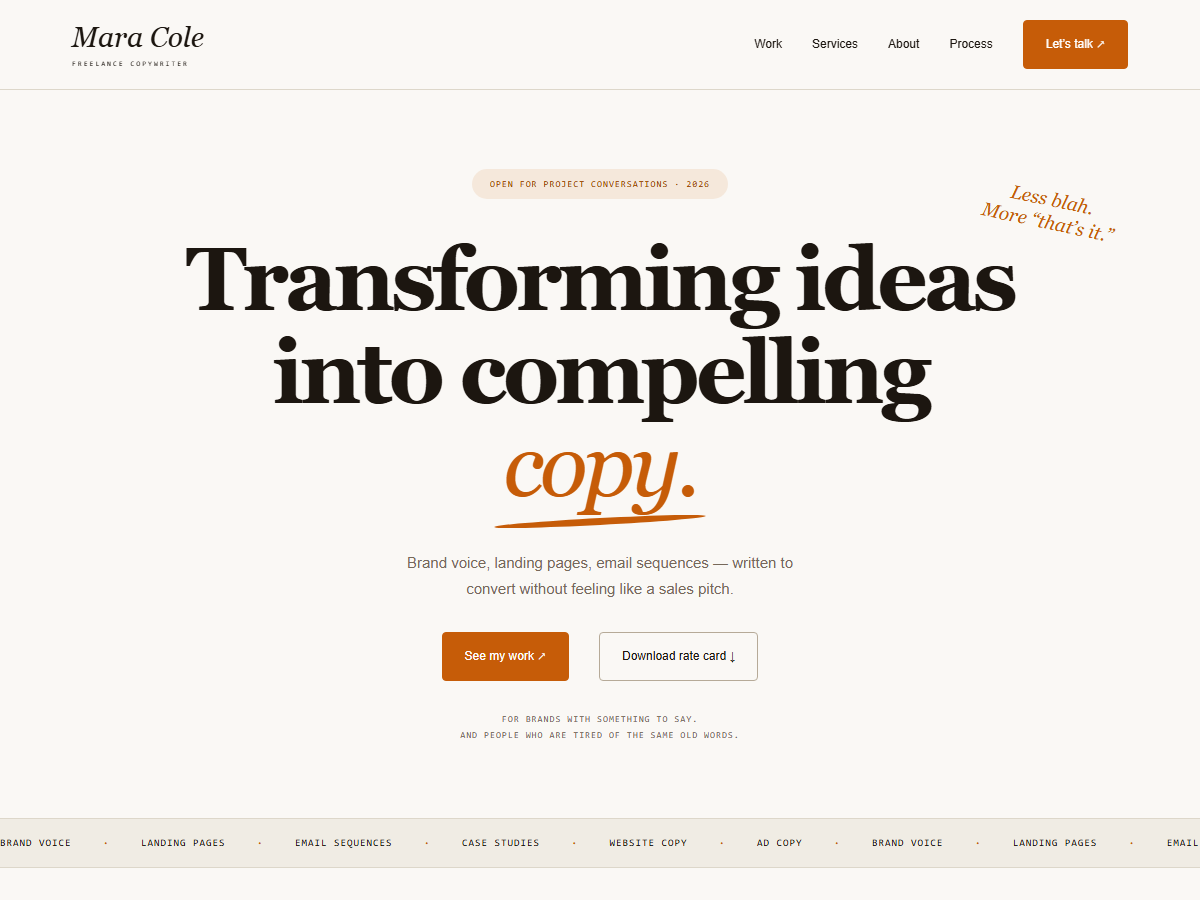 Mara Cole
FREELANCE COPYWRITER
Work
Services
About
Process
Let's talk ↗
OPEN FOR PROJECT CONVERSATIONS · 2026
Less blah.
More “that’s it.”
Transforming ideas
into compelling
copy.
Brand voice, landing pages, email sequences — written to
convert without feeling like a sales pitch.
See my work ↗
Download rate card ↓
FOR BRANDS WITH SOMETHING TO SAY.
AND PEOPLE WHO ARE TIRED OF THE SAME OLD WORDS.
BRAND VOICE · LANDING PAGES · EMAIL SEQUENCES · CASE STUDIES · WEBSITE COPY · AD COPY · BRAND VOICE · LANDING PAGES · EMAIL